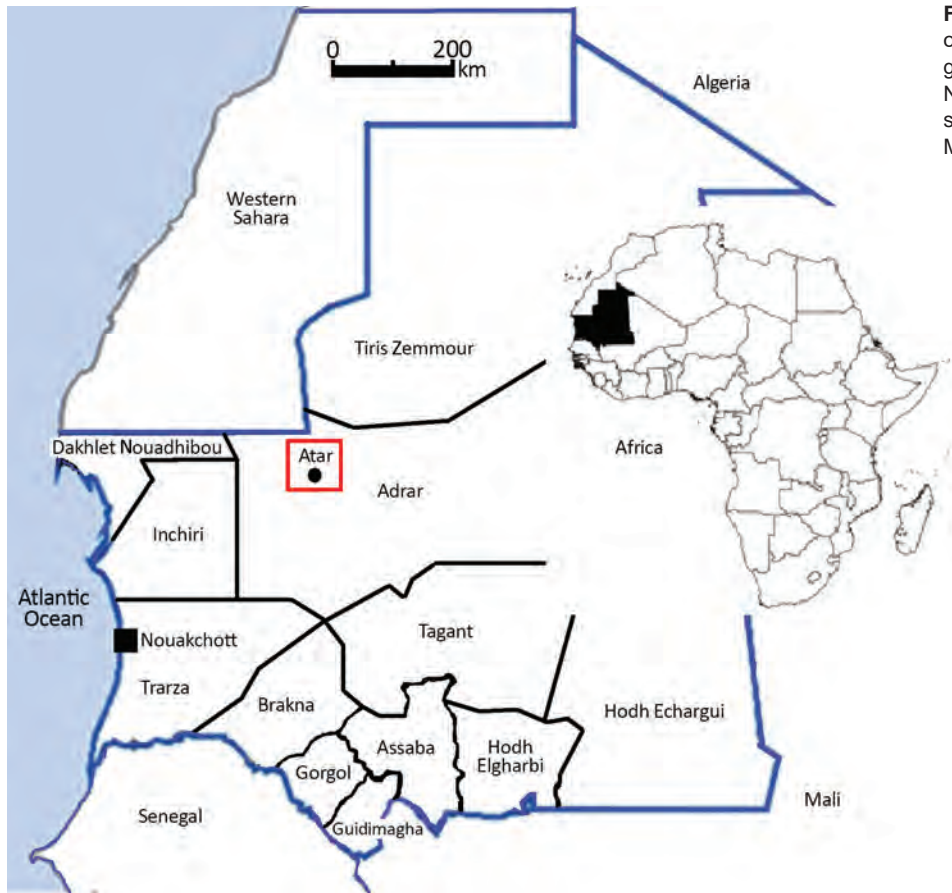 0 200
km
Algeria
Western
Sahara
Tiris Zemmour
Dakhlet Nouadhibou
Atar
Africa
Adrar
Inchiri
Atlantic
Ocean
Nouakchott
Tagant
Trarza
Brakna
Hodh Echargui
Assaba
Hodh
Elgharbi
Gorgol
Mali
Senegal
Guidimagha
F
o
g
N
s
M